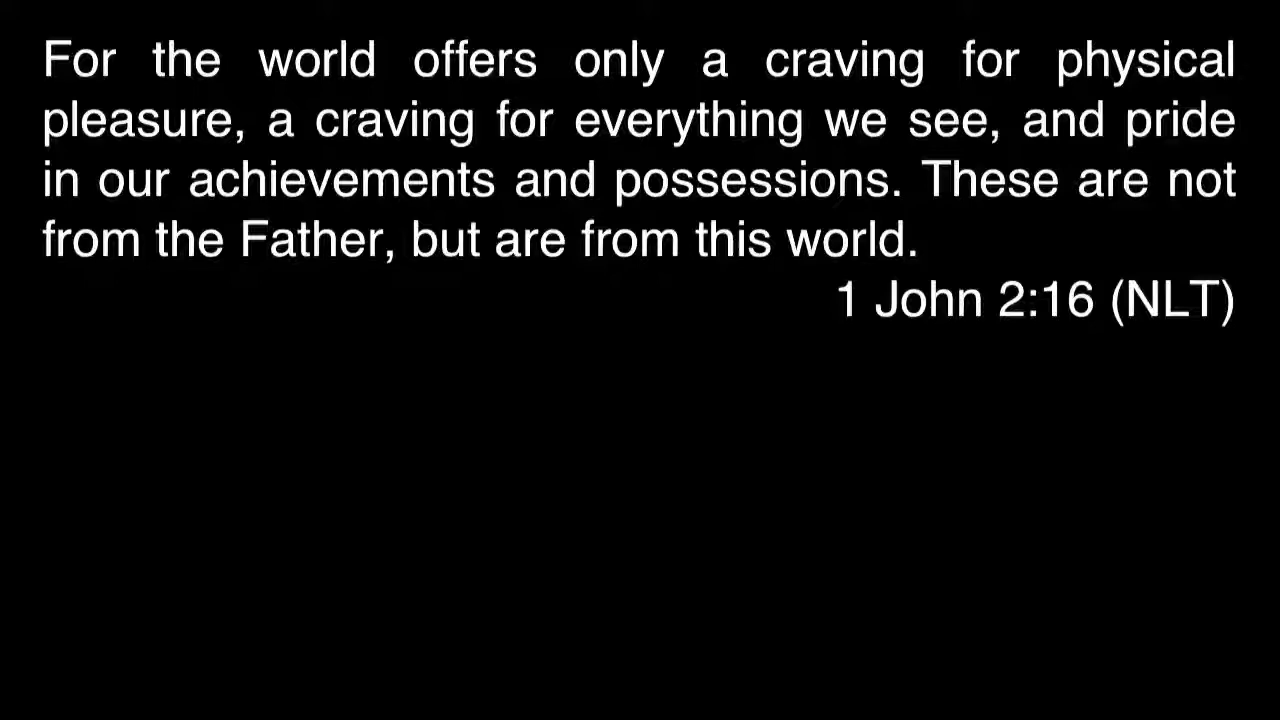 For the world offers only a craving for physical
pleasure, a craving for everything we see, and pride
in our achievements and possessions. These are not
from the Father, but are from this world.
1 John 2:16 (NLT)